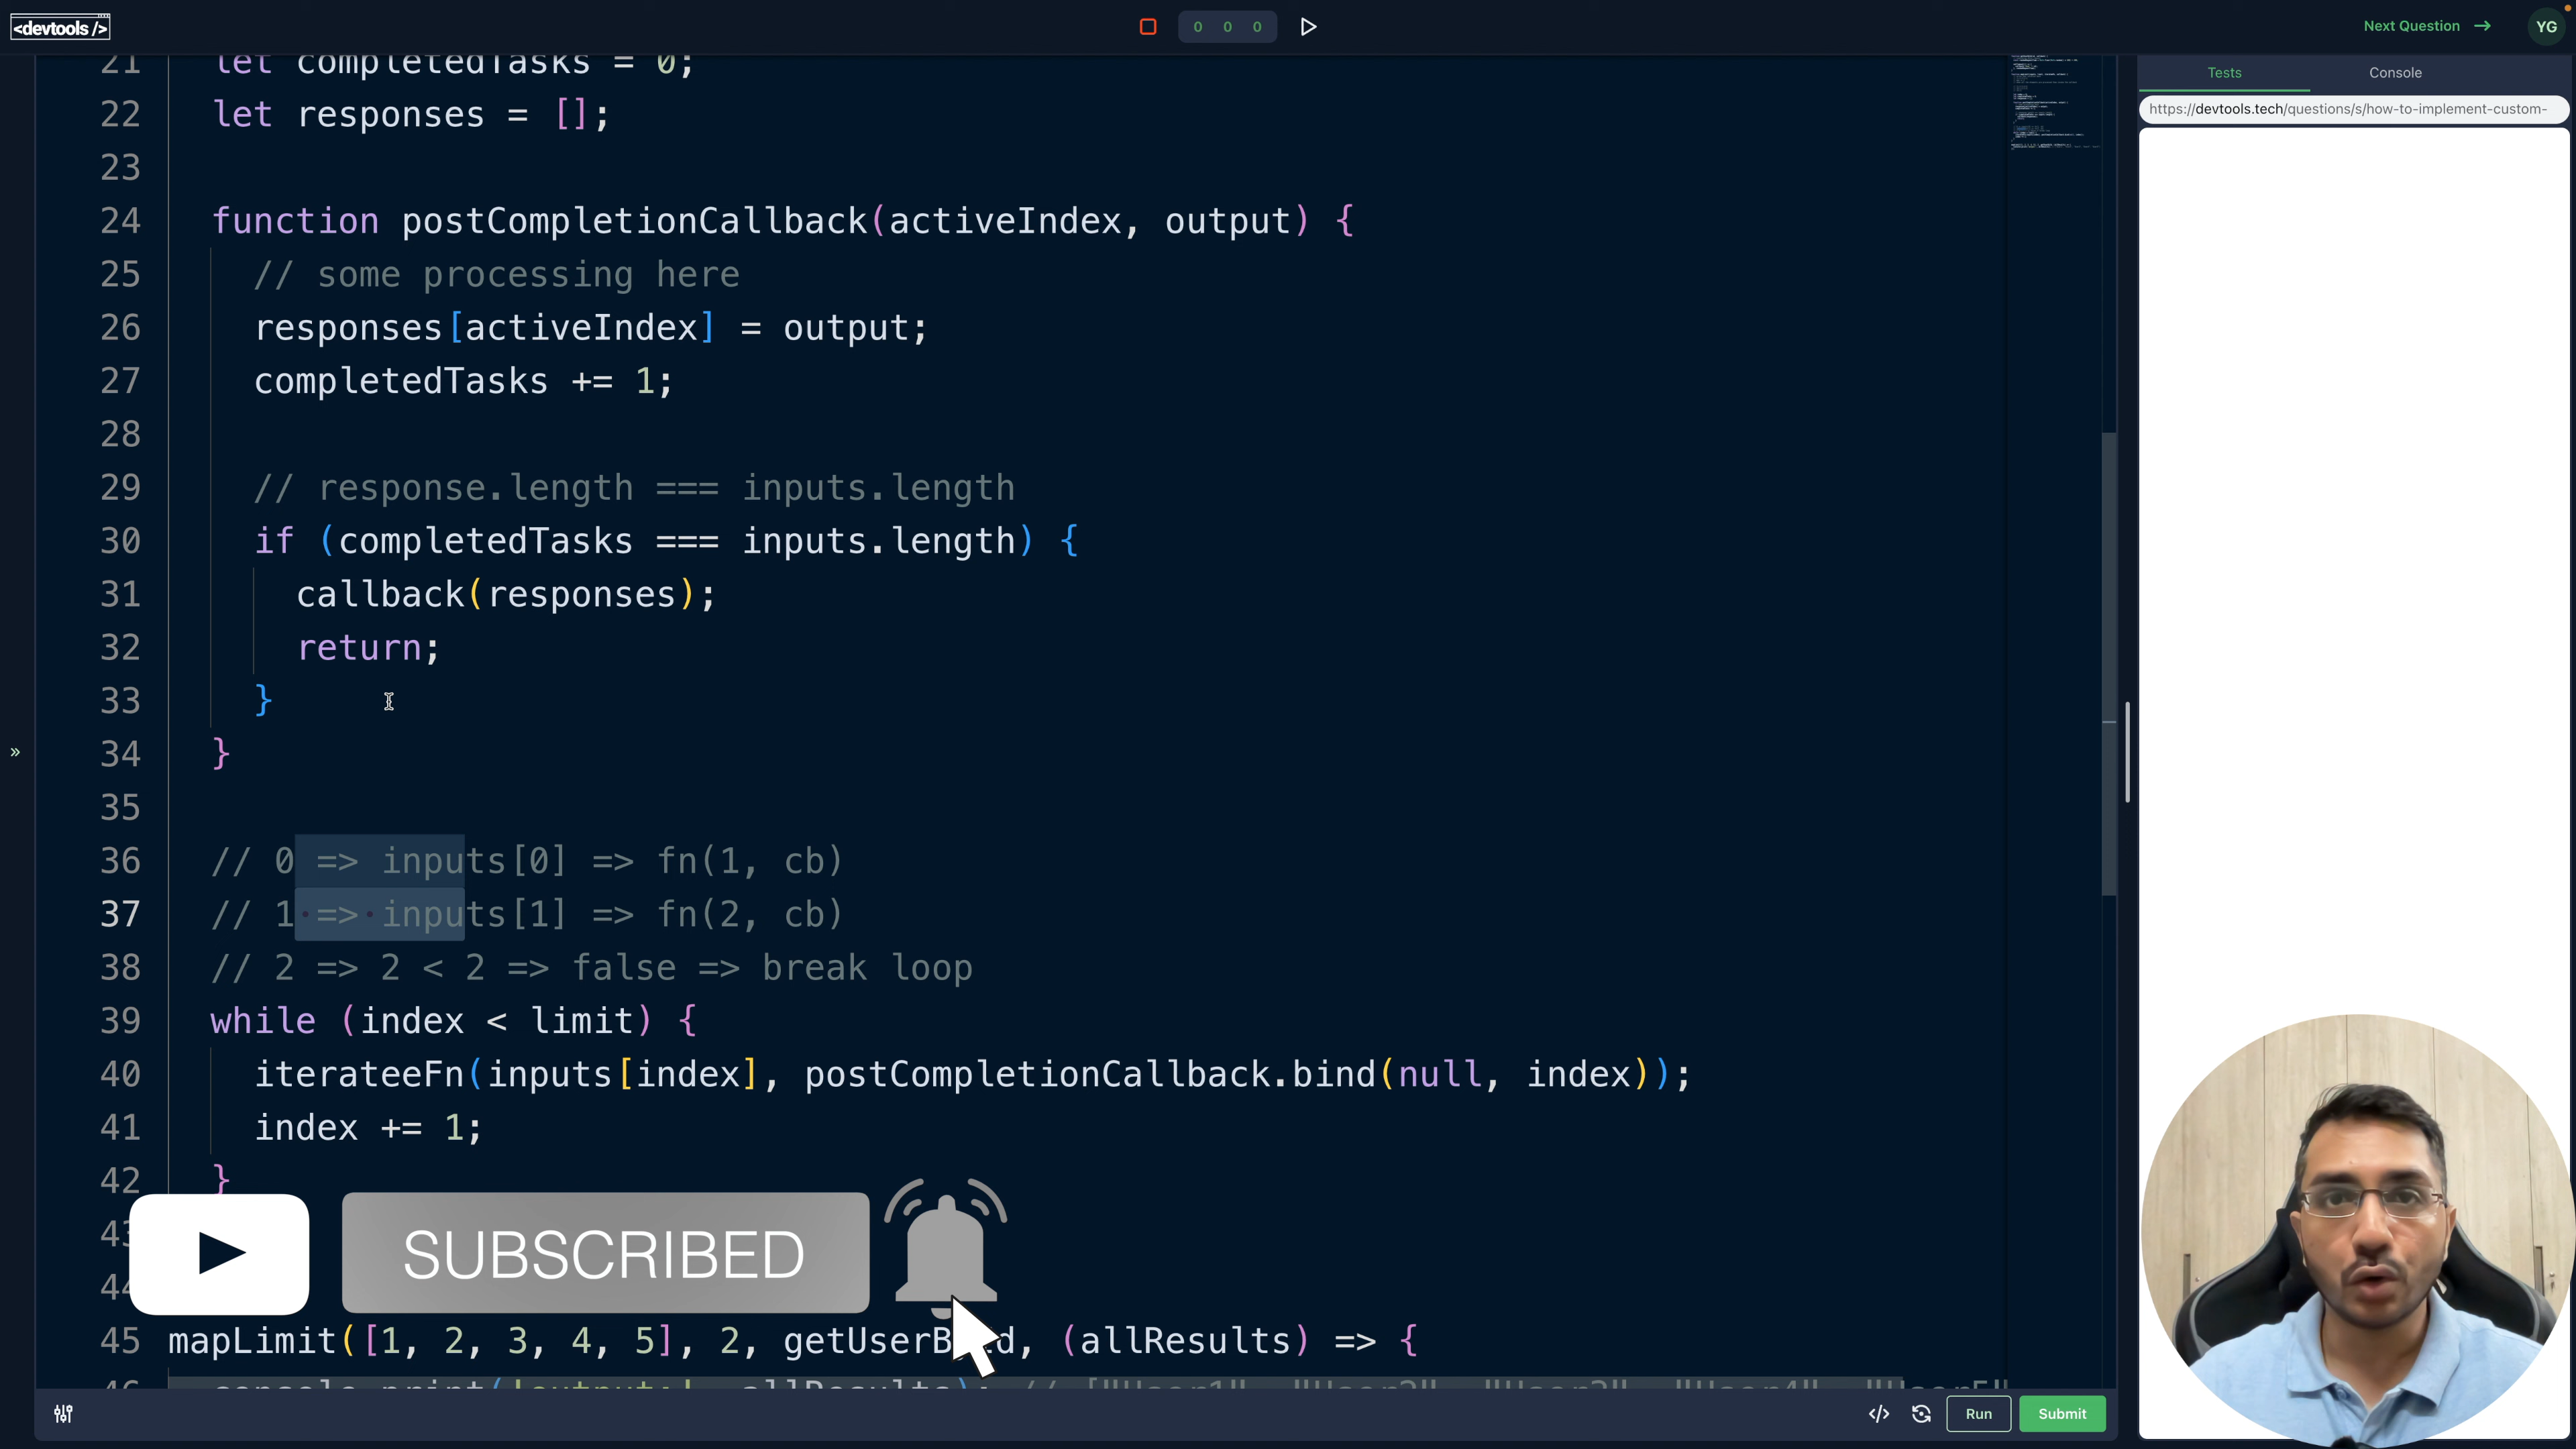 <devtools />
0 0 0
Next Question
YG
21 let completedTasks = 0;
22 let responses = [];
23
24 function postCompletionCallback(activeIndex, output) {
25 // some processing here
26 responses[activeIndex] = output;
27 completedTasks += 1;
28
29 // response.length === inputs.length
30 if (completedTasks === inputs.length) {
31 callback(responses);
32 return;
33 }
34 }
35
36 // 0 => inputs[0] => fn(1, cb)
37 // 1 => inputs[1] => fn(2, cb)
38 // 2 => 2 < 2 => false => break loop
39 while (index < limit) {
40 iterateeFn(inputs[index], postCompletionCallback.bind(null, index));
41 index += 1;
42 }
SUBSCRIBED
45 mapLimit([1, 2, 3, 4, 5], 2, (allResults) => {
Run
Submit
Tests
Console
https://devtools.tech/questions/s/how-to-implement-custom-